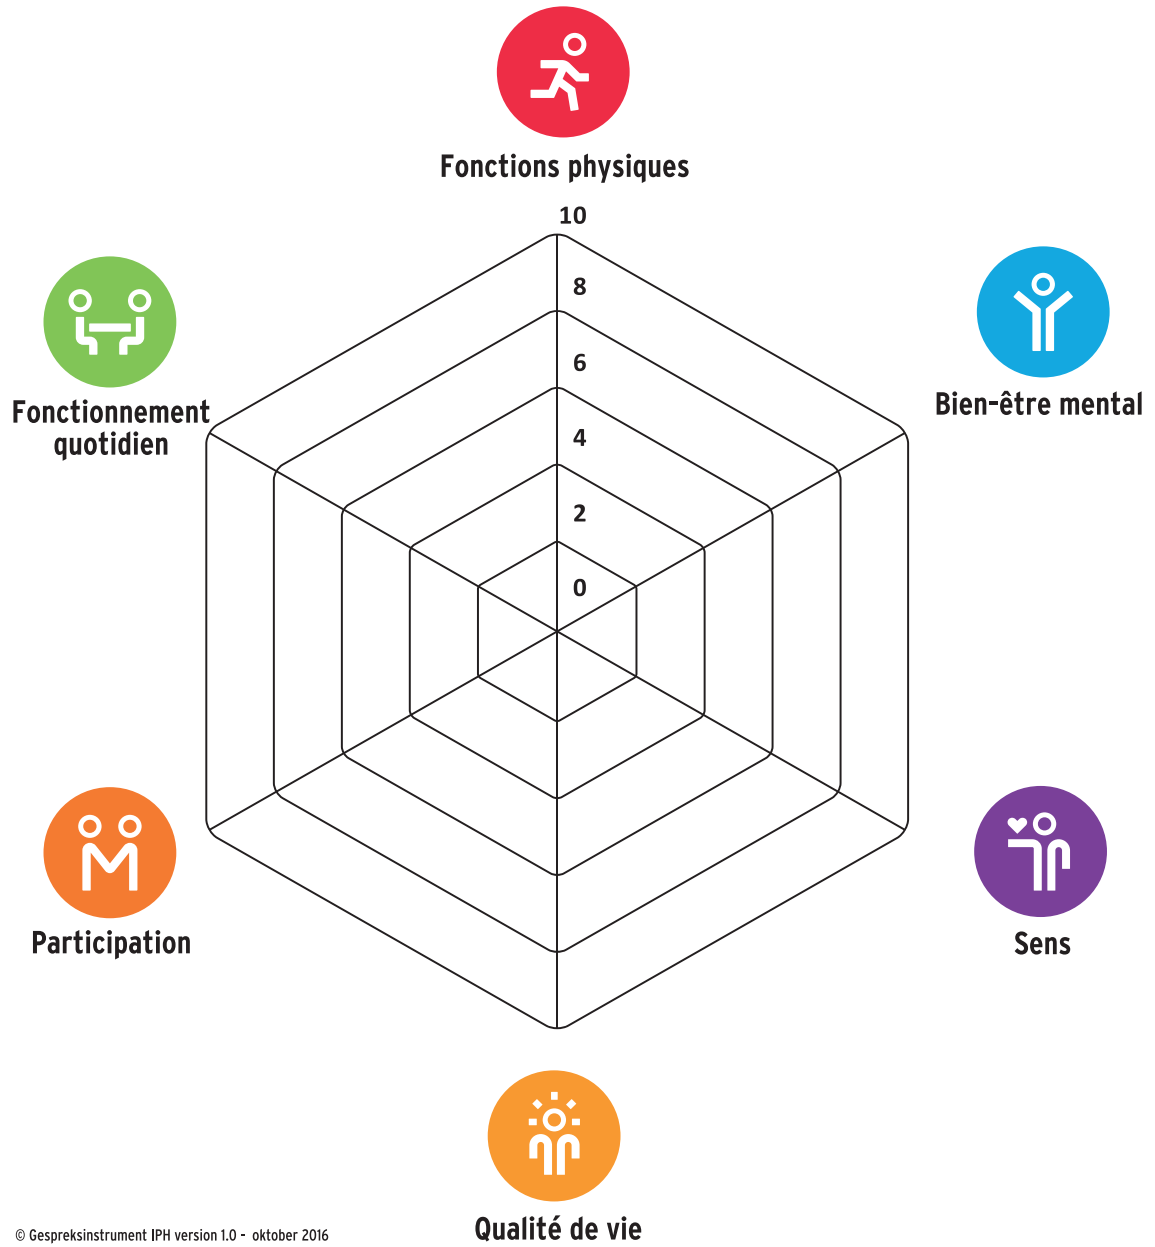 Fonctions physiques
10
8
6
4
2
0
Bien-être mental
Fonctionnement
quotidien
Participation
Sens
Qualité de vie
© Gespreksinstrument IPH version 1.0 - oktober 2016